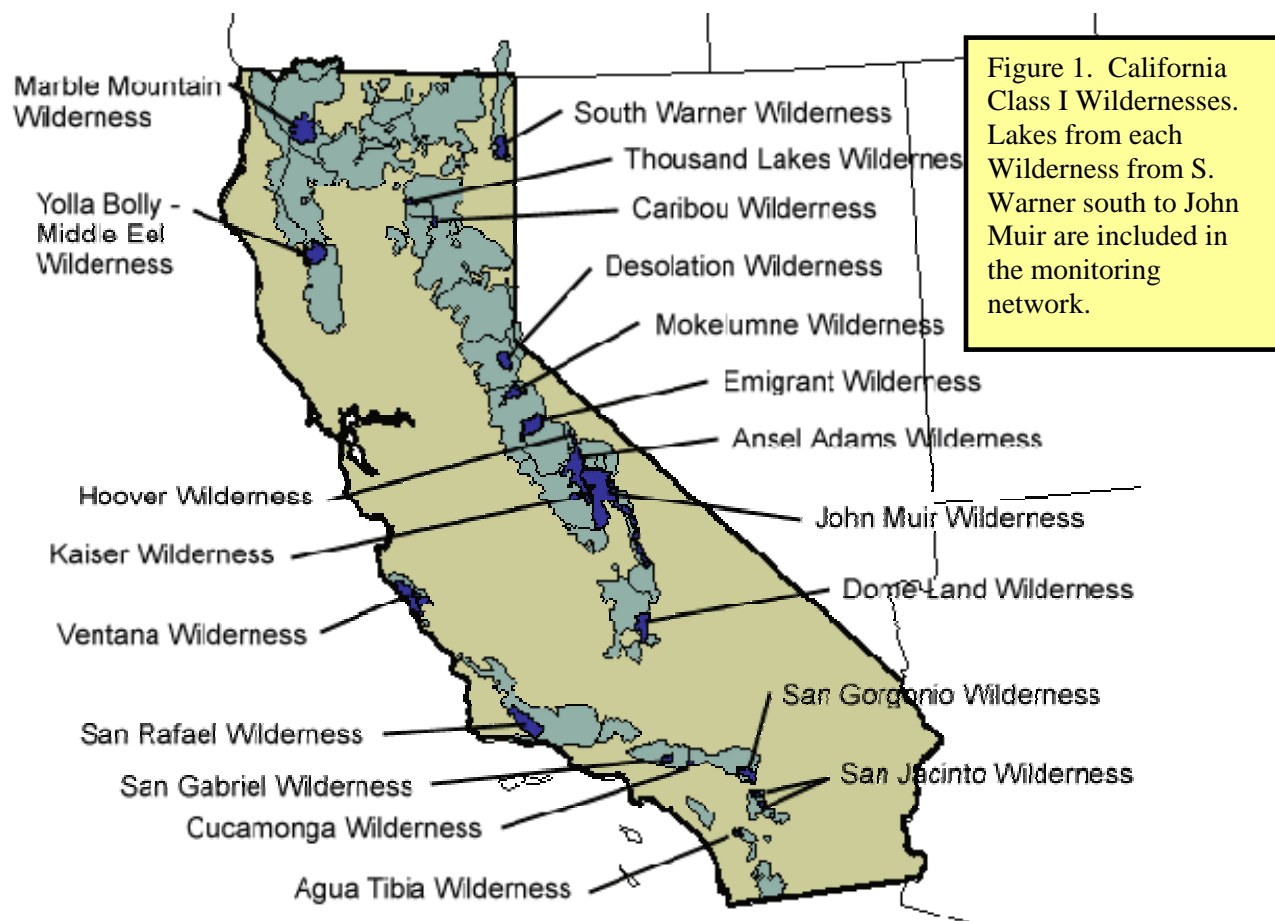 Marble Mountain
Wilderness
Yolla Bolly -
Middle Eel
Wilderness
Hoover Wilderness
Kaiser Wilderness
Ventana Wilderness
San Rafael Wilderness
San Gabriel Wilderness
Cucamonga Wilderness
Agua Tibia Wilderness
South Warner Wilderness
Thousand Lakes Wildernes
Caribou Wilderness
Desolation Wilderness
Mokelumne Wilderness
Emigrant Wilderness
Ansel Adams Wilderness
John Muir Wilderness
Dome Land Wilderness
San Gorgonio Wilderness
San Jacinto Wilderness
Figure 1. California
Class I Wildernesses.
Lakes from each
Wilderness from S.
Warner south to John
Muir are included in
the monitoring
network.